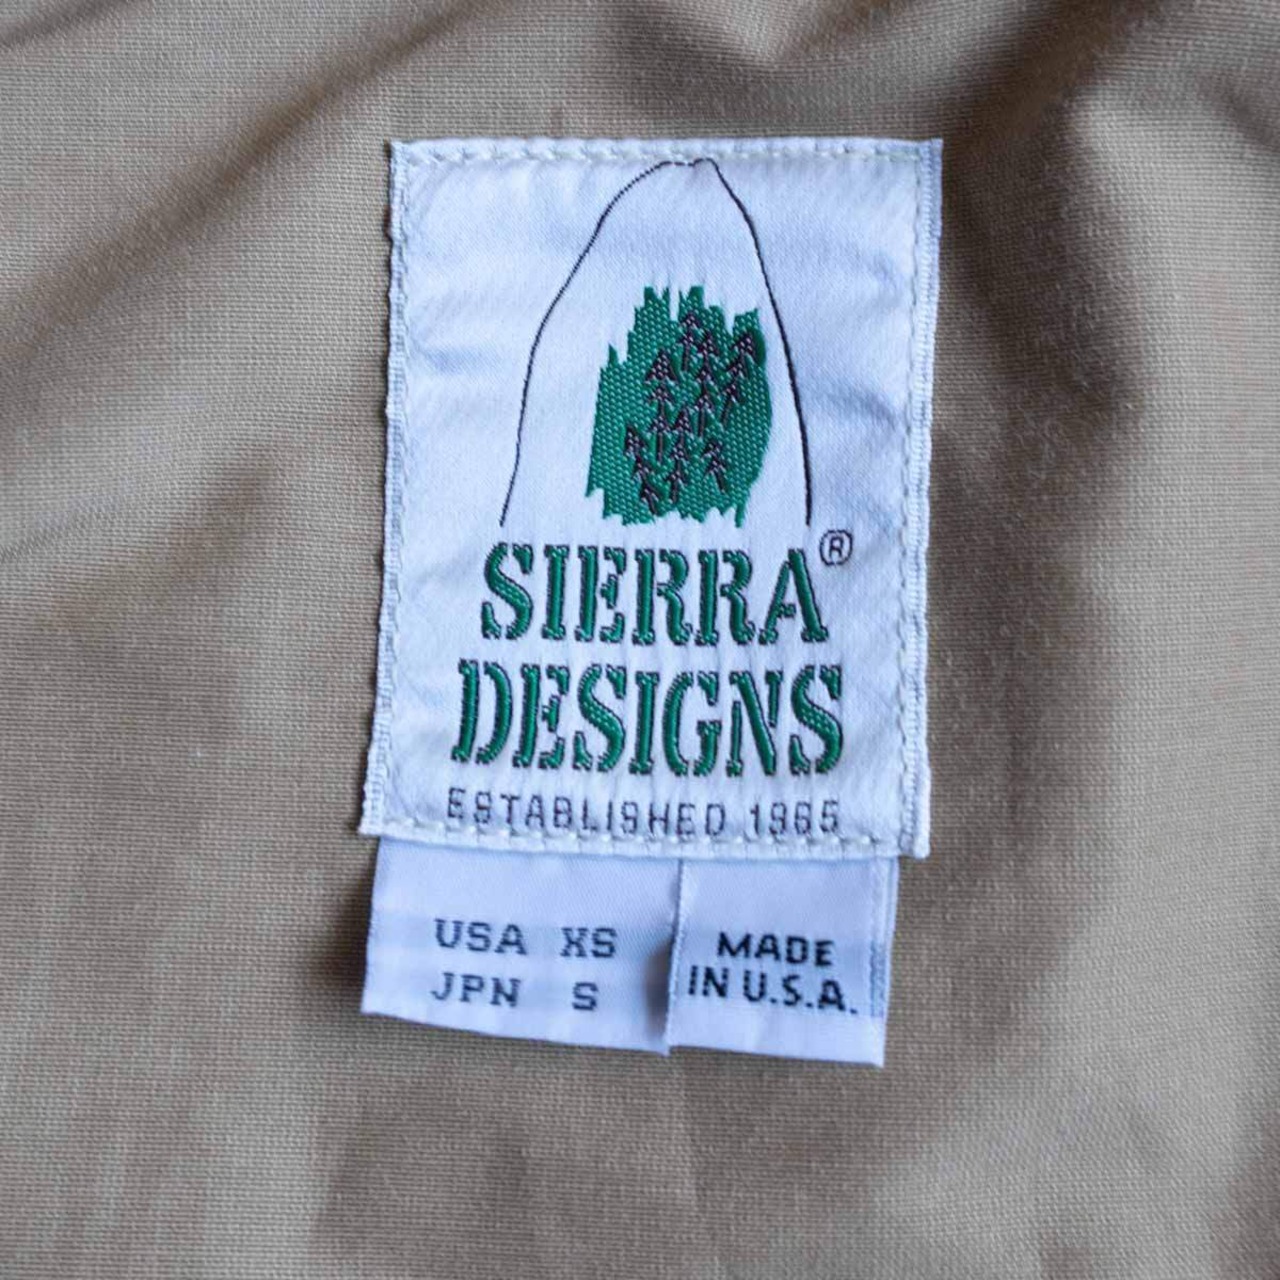 SIERRA®
DESIGNS
ESTABLISHED 1965
USA XS
JPN S
MADE
IN U.S.A.